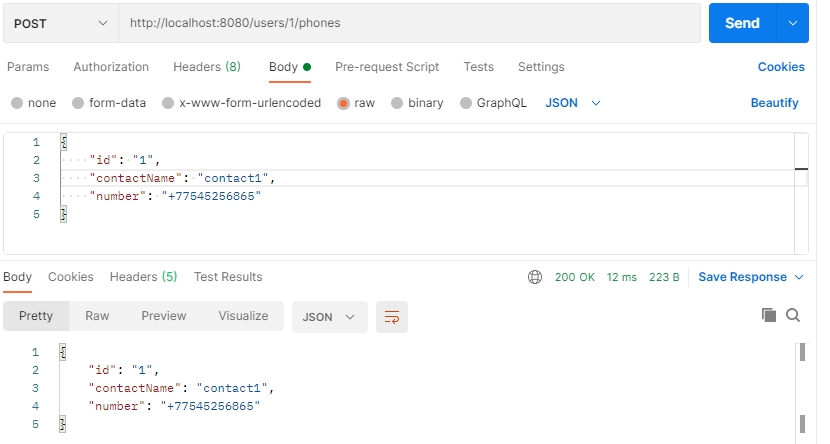 POST http://localhost:8080/users/1/phones Send
Params Authorization Headers (8) Body Pre-request Script Tests Settings Cookies
none form-data x-www-form-urlencoded raw binary GraphQL JSON Beautify
1 {
2 "id": "1",
3 "contactName": "contact1",
4 "number": "+77545256865"
5 }
Body Cookies Headers (5) Test Results 200 OK 12 ms 223 B Save Response
Pretty Raw Preview Visualize JSON
1 {
2 "id": "1",
3 "contactName": "contact1",
4 "number": "+77545256865"
5 }